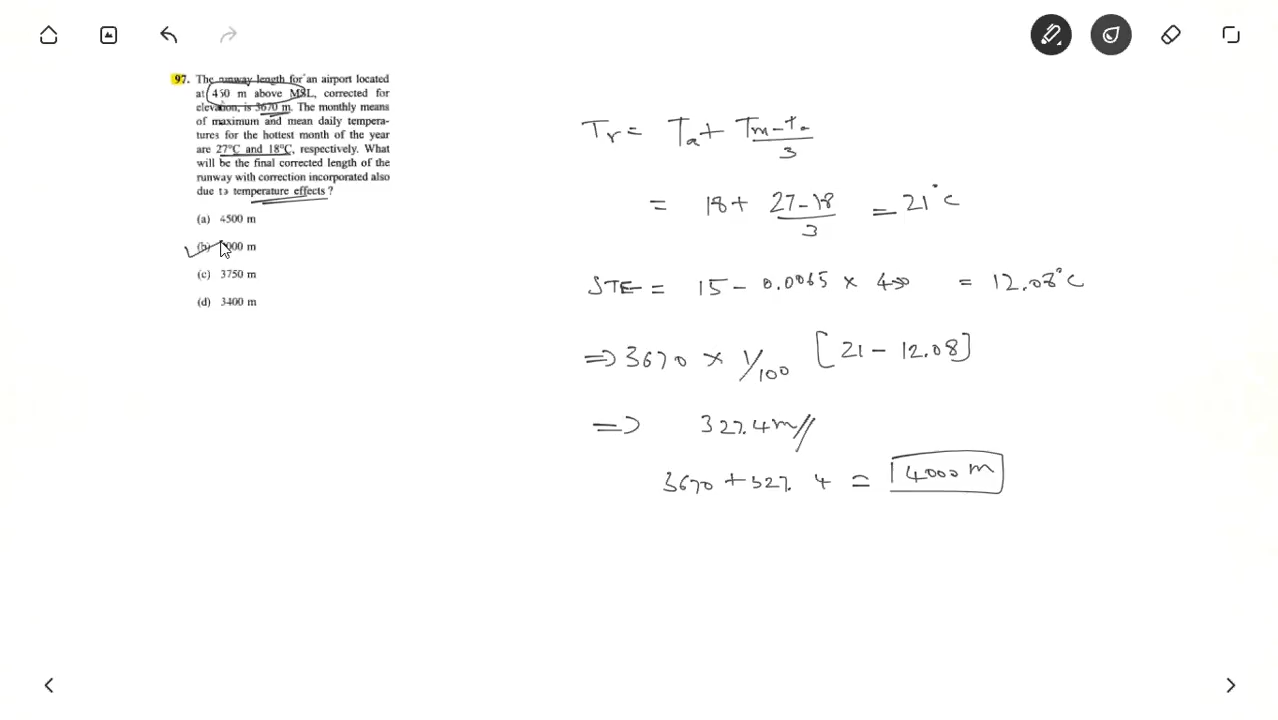 97. The runway length for an airport located
at 450 m above MSL, corrected for
elevation, is 3670 m. The monthly means
of maximum and mean daily tempera-
tures for the hottest month of the year
are 27°C and 18°C, respectively. What
will be the final corrected length of the
runway with correction incorporated also
due to temperature effects ?
(a) 4500 m
(b) 000 m
(c) 3750 m
(d) 3400 m
Tr = Ta + Tm-Ta/3
= 18 + 27-18/3 = 21°C
STE = 15 - 0.0065 × = 12.08°C
=> 3670 × 1/100 [21 - 12.08]
=> 327.4m//
3670 + 327.4 = 4000 m